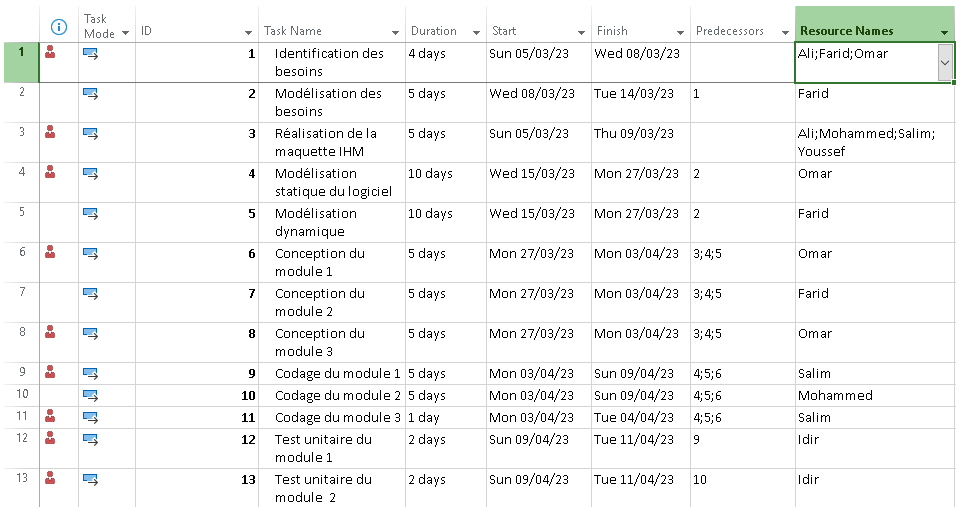 Task
Mode ID Task Name Duration Start Finish Predecessors Resource Names
1 1 Identification des 4 days Sun 05/03/23 Wed 08/03/23 Ali;Farid;Omar
besoins
2 2 Modélisation des 5 days Wed 08/03/23 Tue 14/03/23 1 Farid
besoins
3 3 Réalisation de la 5 days Sun 05/03/23 Thu 09/03/23 Ali;Mohammed;Salim;
maquette IHM Youssef
4 4 Modélisation 10 days Wed 15/03/23 Mon 27/03/23 2 Omar
statique du logiciel
5 5 Modélisation 10 days Wed 15/03/23 Mon 27/03/23 2 Farid
dynamique
6 6 Conception du 5 days Mon 27/03/23 Mon 03/04/23 3;4;5 Omar
module 1
7 7 Conception du 5 days Mon 27/03/23 Mon 03/04/23 3;4;5 Farid
module 2
8 8 Conception du 5 days Mon 27/03/23 Mon 03/04/23 3;4;5 Omar
module 3
9 9 Codage du module 1 5 days Mon 03/04/23 Sun 09/04/23 4;5;6 Salim
10 10 Codage du module 2 5 days Mon 03/04/23 Sun 09/04/23 4;5;6 Mohammed
11 11 Codage du module 3 1 day Mon 03/04/23 Tue 04/04/23 4;5;6 Salim
12 12 Test unitaire du 2 days Sun 09/04/23 Tue 11/04/23 9 Idir
module 1
13 13 Test unitaire du 2 days Sun 09/04/23 Tue 11/04/23 10 Idir
module 2